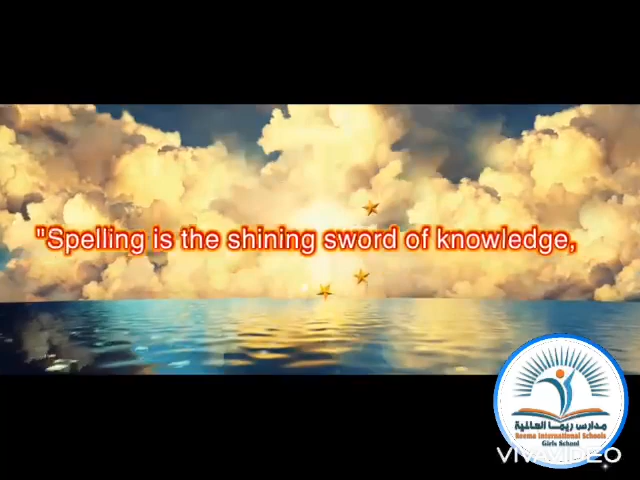 "Spelling is the shining sword of knowledge,
مدارس ريما العالمية
Reema International Schools
Girls School
VIVAVIDEO